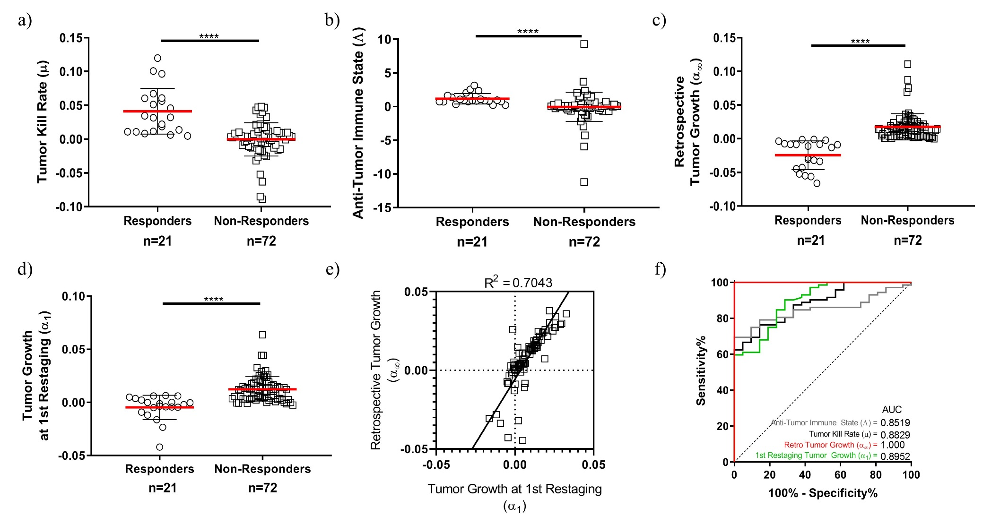 a)
****
Tumor Kill Rate (μ)
0.15
0.10
0.05
0.00
-0.05
-0.10
Responders
Non-Responders
n=21
n=72
b)
****
Anti-Tumor Immune State (Λ)
10
5
0
-5
-10
-15
Responders
Non-Responders
n=21
n=72
c)
****
Retrospective
Tumor Growth (α∞)
0.15
0.10
0.05
0.00
-0.05
-0.10
Responders
Non-Responders
n=21
n=72
d)
****
Tumor Growth
at 1st Restaging (α1)
0.10
0.05
0.00
-0.05
Responders
Non-Responders
n=21
n=72
e)
R² = 0.7043
Retrospective Tumor Growth
(α∞)
0.05
0.00
-0.05
-0.05
0.00
0.05
Tumor Growth at 1st Restaging
(α1)
f)
Sensitivity%
100
80
60
40
20
0
AUC
Anti-Tumor Immune State (Λ) = 0.8519
Tumor Kill Rate (μ) = 0.8829
Retro Tumor Growth (α∞) = 1.000
1st Restaging Tumor Growth (α1) = 0.8952
0
20
40
60
80
100
100% - Specificity%